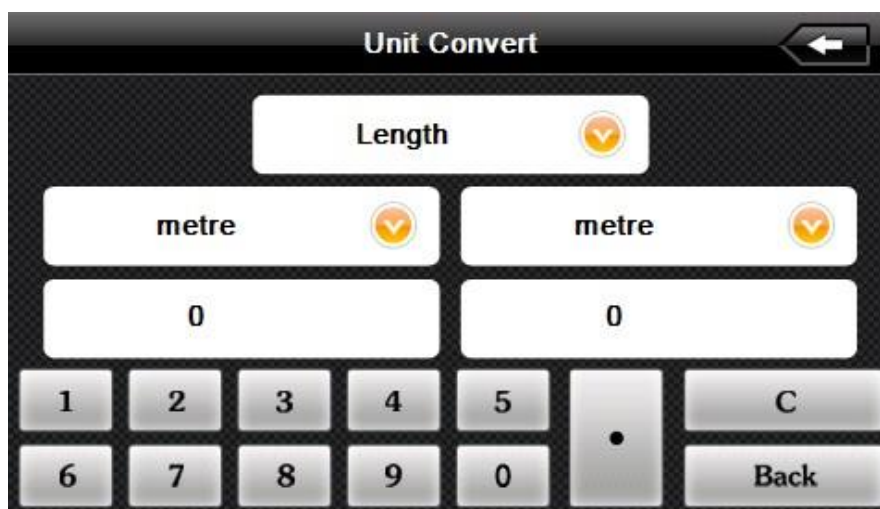 Unit Convert
Length
metre metre
0 0
1 2 3 4 5 . C
6 7 8 9 0 Back